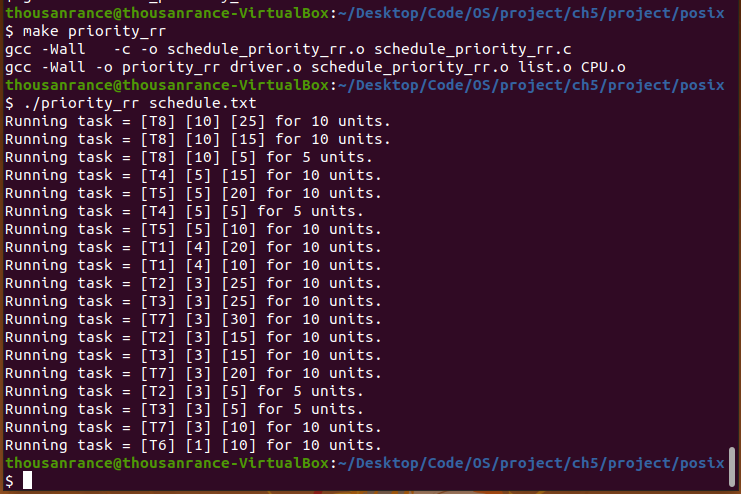 thousanrance@thousanrance-VirtualBox:~/Desktop/Code/OS/project/ch5/project/posix
$ make priority_rr
gcc -Wall   -c -o schedule_priority_rr.o schedule_priority_rr.c
gcc -Wall -o priority_rr driver.o schedule_priority_rr.o list.o CPU.o
thousanrance@thousanrance-VirtualBox:~/Desktop/Code/OS/project/ch5/project/posix
$ ./priority_rr schedule.txt
Running task = [T8] [10] [25] for 10 units.
Running task = [T8] [10] [15] for 10 units.
Running task = [T8] [10] [5] for 5 units.
Running task = [T4] [5] [15] for 10 units.
Running task = [T5] [5] [20] for 10 units.
Running task = [T4] [5] [5] for 5 units.
Running task = [T5] [5] [10] for 10 units.
Running task = [T1] [4] [20] for 10 units.
Running task = [T1] [4] [10] for 10 units.
Running task = [T2] [3] [25] for 10 units.
Running task = [T3] [3] [25] for 10 units.
Running task = [T7] [3] [30] for 10 units.
Running task = [T2] [3] [15] for 10 units.
Running task = [T3] [3] [15] for 10 units.
Running task = [T7] [3] [20] for 10 units.
Running task = [T2] [3] [5] for 5 units.
Running task = [T3] [3] [5] for 5 units.
Running task = [T7] [3] [10] for 10 units.
Running task = [T6] [1] [10] for 10 units.
thousanrance@thousanrance-VirtualBox:~/Desktop/Code/OS/project/ch5/project/posix
$